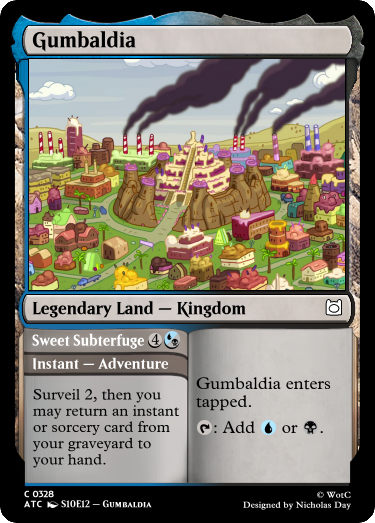 Gumbaldia
Legendary Land — Kingdom
Sweet Subterfuge 4
Instant — Adventure
Surveil 2, then you
may return an instant
or sorcery card from
your graveyard to
your hand.
Gumbaldia enters
tapped.
: Add or .
C 0328
ATC S10E12 — Gumbaldia
© WotC
Designed by Nicholas Day